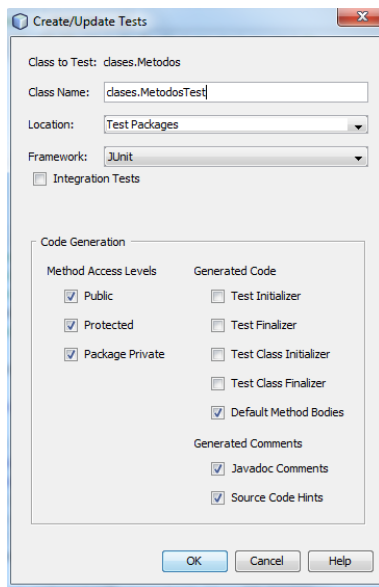 Create/Update Tests
Class to Test: clases.Metodos
Class Name: clases.MetodosTest
Location: Test Packages
Framework: JUnit
Integration Tests
Code Generation
Method Access Levels
Public
Protected
Package Private
Generated Code
Test Initializer
Test Finalizer
Test Class Initializer
Test Class Finalizer
Default Method Bodies
Generated Comments
Javadoc Comments
Source Code Hints
OK Cancel Help